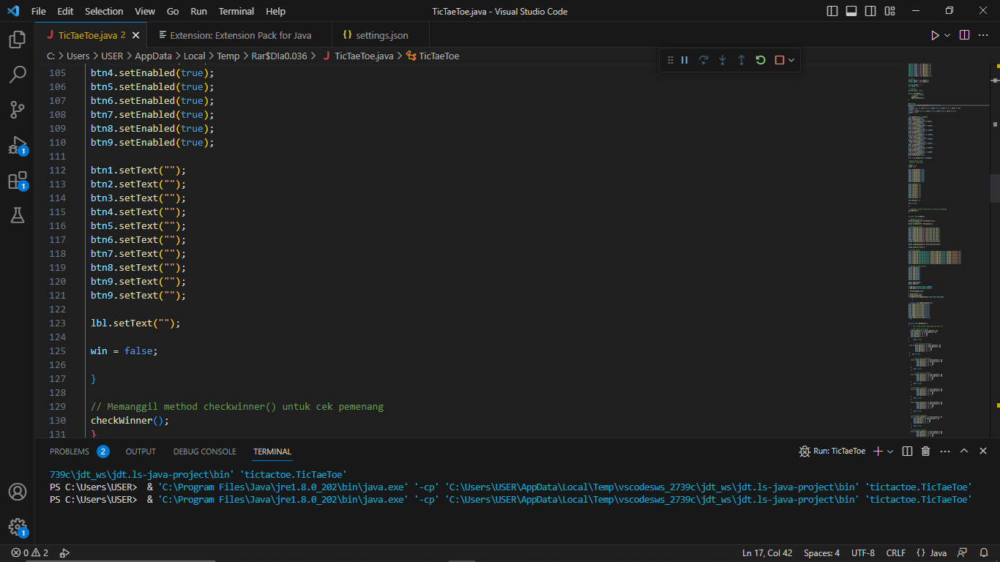 File Edit Selection View Go Run Terminal Help TicTaeToe.java - Visual Studio Code
TicTaeToe.java 2 Extension: Extension Pack for Java settings.json
C: > Users > USER > AppData > Local > Temp > Rar$DIa0.036 > TicTaeToe.java > TicTaeToe
105 btn4.setEnabled(true);
106 btn5.setEnabled(true);
107 btn6.setEnabled(true);
108 btn7.setEnabled(true);
109 btn8.setEnabled(true);
110 btn9.setEnabled(true);
111
112 btn1.setText("");
113 btn2.setText("");
114 btn3.setText("");
115 btn4.setText("");
116 btn5.setText("");
117 btn6.setText("");
118 btn7.setText("");
119 btn8.setText("");
120 btn9.setText("");
121 btn9.setText("");
122
123 lbl.setText("");
124
125 win = false;
126
127 }
128
129 // Memanggil method checkwinner() untuk cek pemenang
130 checkWinner();
131 }
1
1
PROBLEMS 2 OUTPUT DEBUG CONSOLE TERMINAL Run: TicTaeToe
739c\jdt_ws\jdt.ls-java-project\bin' 'tictactoe.TicTaeToe'
PS C:\Users\USER> & 'C:\Program Files\Java\jre1.8.0_202\bin\java.exe' '-cp' 'C:\Users\USER\AppData\Local\Temp\vscodesws_2739c\jdt_ws\jdt.ls-java-project\bin' 'tictactoe.TicTaeToe'
PS C:\Users\USER> & 'C:\Program Files\Java\jre1.8.0_202\bin\java.exe' '-cp' 'C:\Users\USER\AppData\Local\Temp\vscodesws_2739c\jdt_ws\jdt.ls-java-project\bin' 'tictactoe.TicTaeToe'
1
0 2 Ln 17, Col 42 Spaces: 4 UTF-8 CRLF {} Java